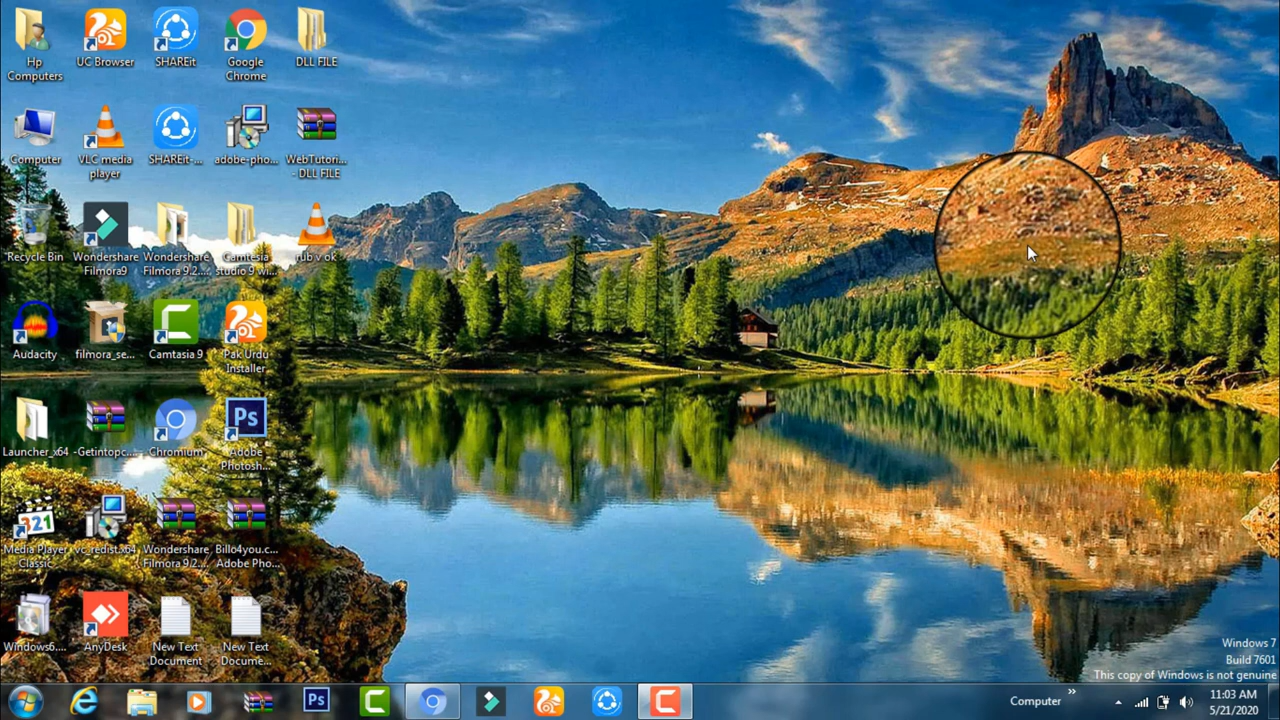 Hp
Computers
UC Browser
SHAREit
Google
Chrome
DLL FILE
Computer
VLC media
player
SHAREit-...
adobe-pho...
WebTutori...
- DLL FILE
Recycle Bin
Wondershare
Filmora9
Wondershare
Filmora 9.2....
Camtesia
studio 9 wi...
rub v ok
Audacity
filmora_se...
Camtasia 9
Pak Urdu
Installer
Launcher_x64
-Getintopc....
Chromium
Ps
Adobe
Photosh...
321
Media Player
Classic
vc_redist.x64
Wondershare
Filmora 9.2....
Billo4you.c...
Adobe Pho...
Windows6....
AnyDesk
New Text
Document
New Text
Docume...
Windows 7
Build 7601
This copy of Windows is not genuine
Ps
Computer
»
11:03 AM
5/21/2020